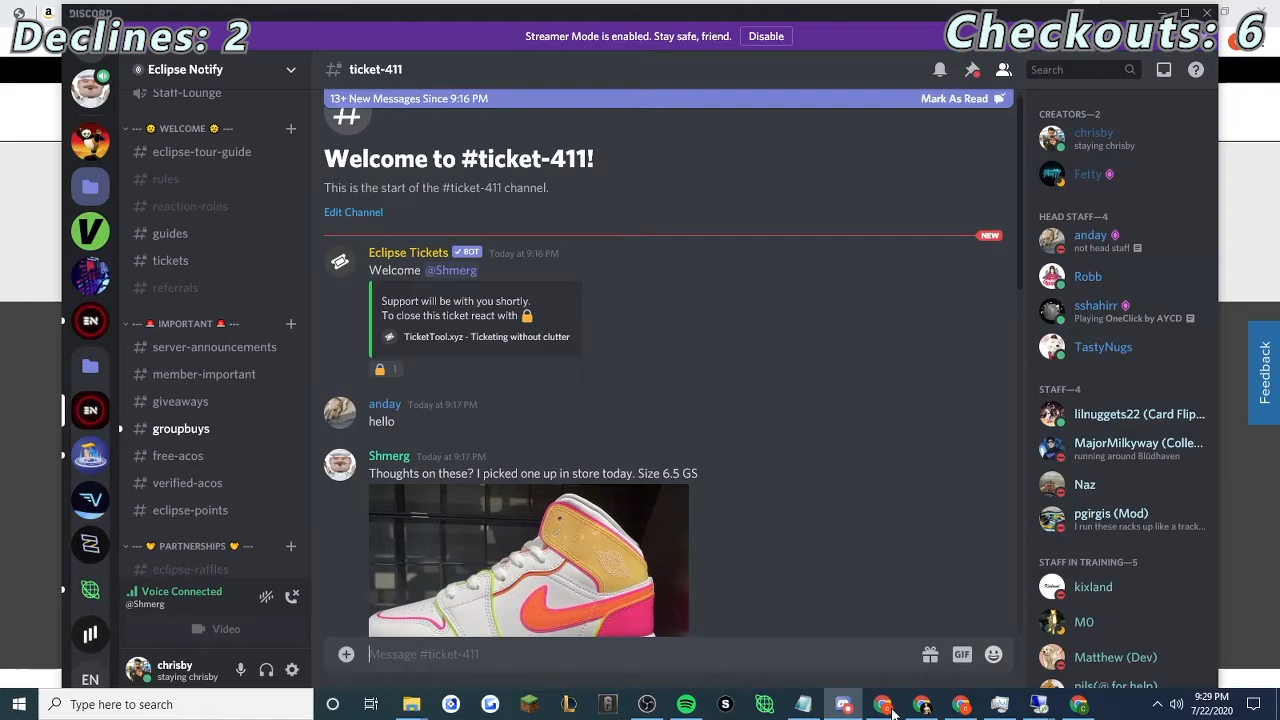 DISCORD
Declines: 2
Checkouts: 6
Streamer Mode is enabled. Stay safe, friend.
Disable
Eclipse Notify
ticket-411
Search
Staff-Lounge
--- WELCOME ---
eclipse-tour-guide
rules
reaction-roles
guides
tickets
referrals
--- IMPORTANT ---
server-announcements
member-important
giveaways
groupbuys
free-acos
verified-acos
eclipse-points
--- PARTNERSHIPS ---
eclipse-raffles
Voice Connected
@Shmerg
Video
chrisby
staying chrisby
13+ New Messages Since 9:16 PM
Mark As Read
Welcome to #ticket-411!
This is the start of the #ticket-411 channel.
Edit Channel
NEW
Eclipse Tickets BOT Today at 9:16 PM
Welcome @Shmerg
Support will be with you shortly.
To close this ticket react with
TicketTool.xyz - Ticketing without clutter
1
anday Today at 9:17 PM
hello
Shmerg Today at 9:17 PM
Thoughts on these? I picked one up in store today. Size 6.5 GS
Message #ticket-411
GIF
CREATORS—2
chrisby
staying chrisby
Fetty
HEAD STAFF—4
anday
not head staff
Robb
sshahirr
Playing OneClick by AYCD
TastyNugs
STAFF—4
lilnuggets22 (Card Flip...
MajorMilkyway (Colle...
running around Blüdhaven
Naz
pgirgis (Mod)
I run these racks up like a track...
STAFF IN TRAINING—5
kixland
M0
Matthew (Dev)
pils(@ for help)
Feedback
EN
EN
EN
Type here to search
9:29 PM
7/22/2020